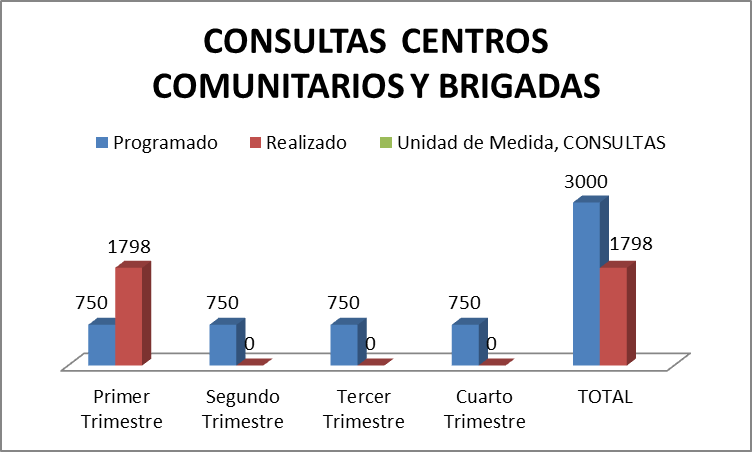 CONSULTAS CENTROS
COMUNITARIOS Y BRIGADAS
Programado Realizado Unidad de Medida, CONSULTAS
3000
1798 1798
750 750 750 750
0 0 0
Primer Segundo Tercer Cuarto TOTAL
Trimestre Trimestre Trimestre Trimestre